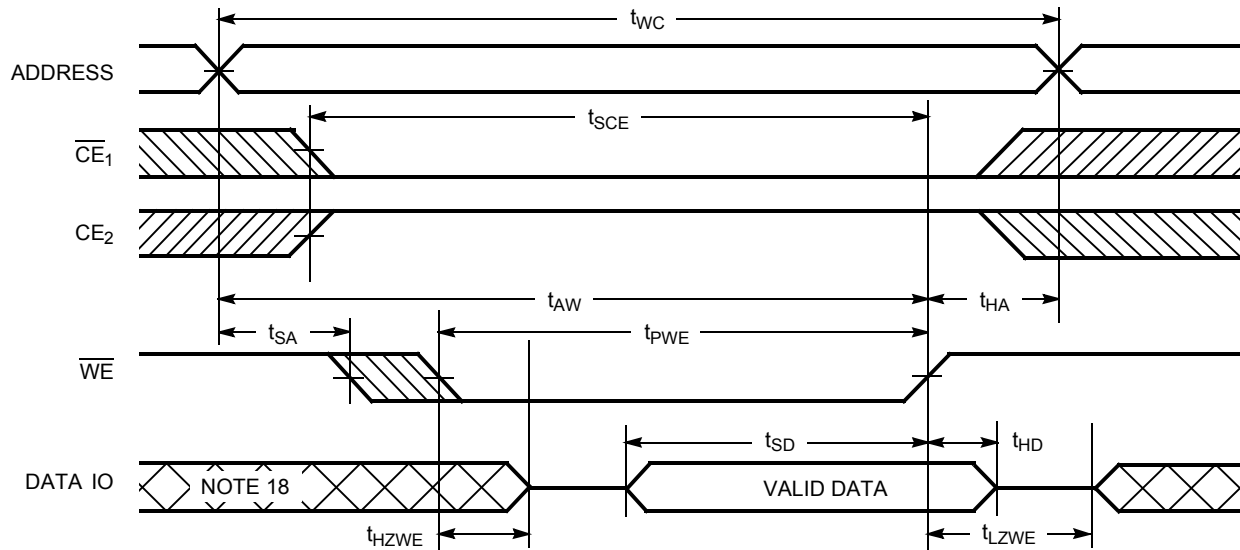 tWC
ADDRESS
tSCE
CE1
CE2
tAW
tHA
tSA
tPWE
WE
tSD
tHD
DATA IO
NOTE 18
VALID DATA
tHZWE
tLZWE